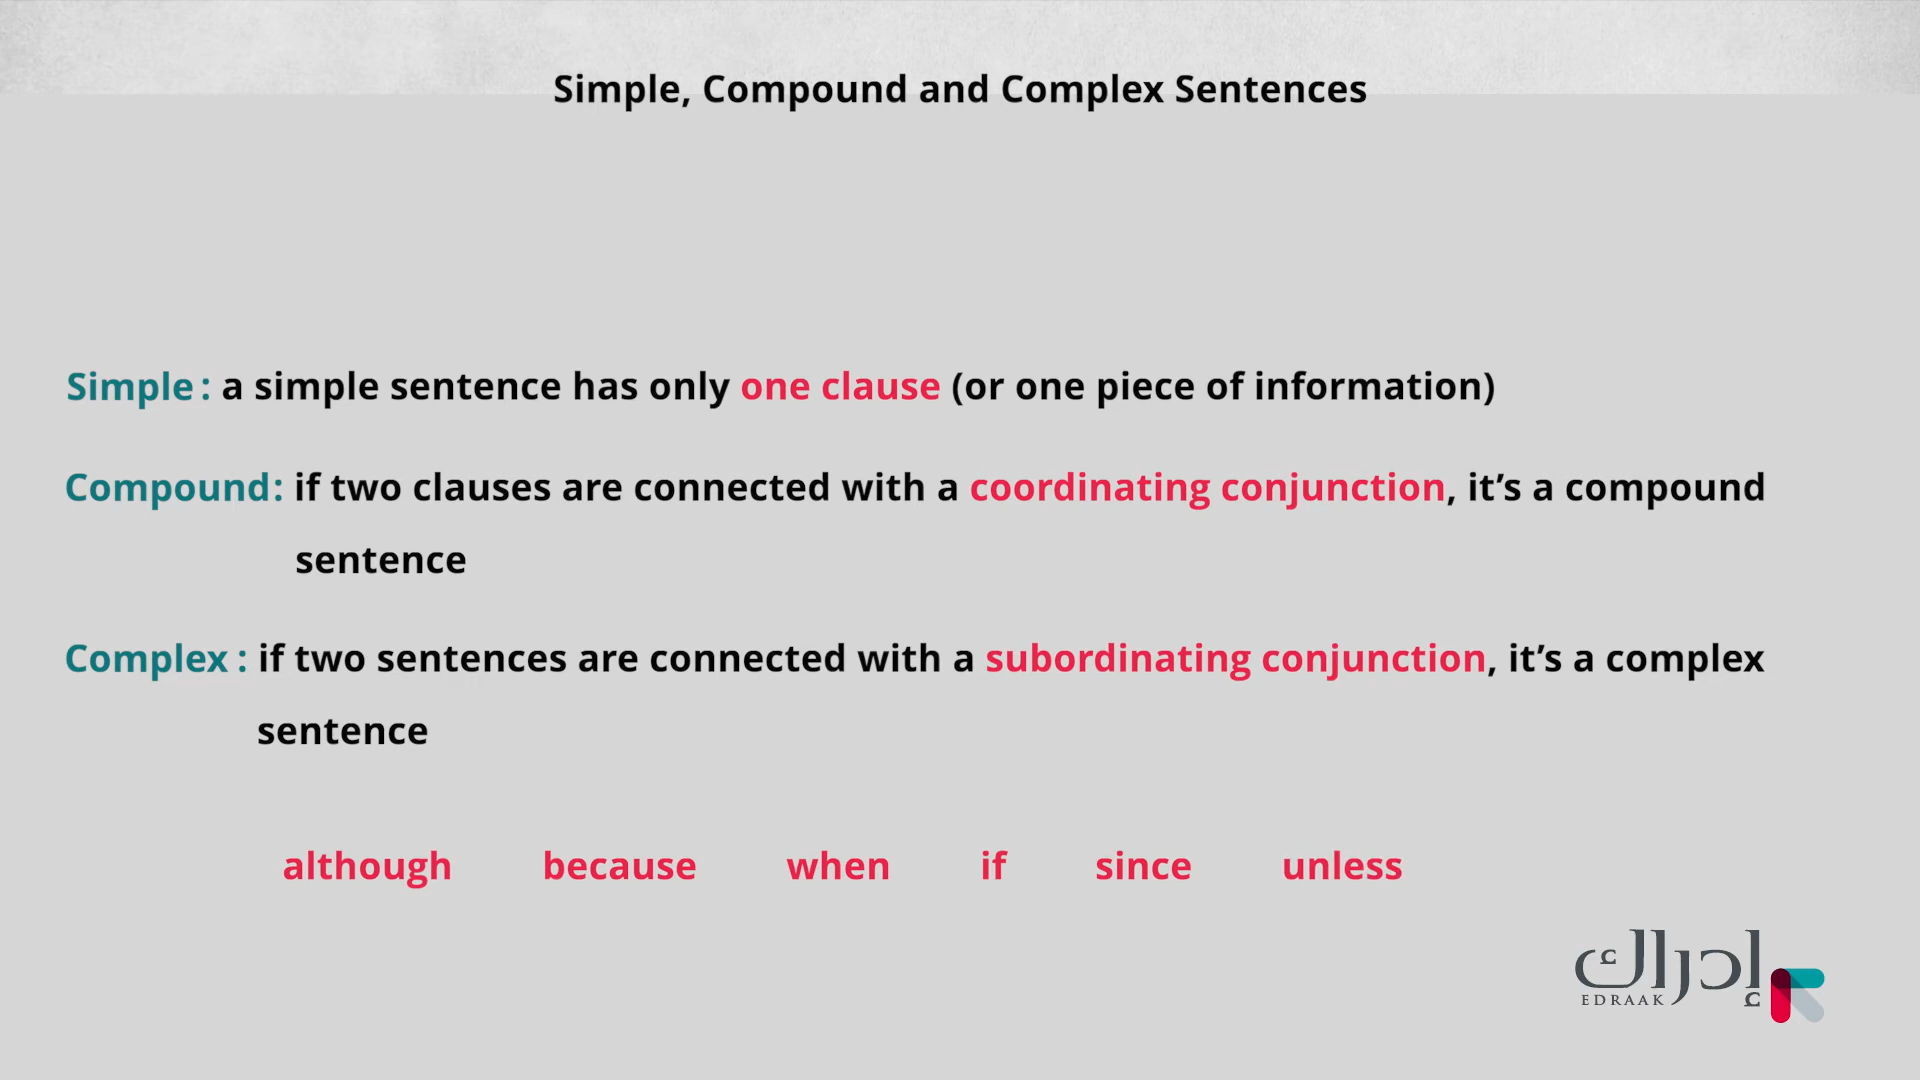 Simple, Compound and Complex Sentences
Simple : a simple sentence has only one clause (or one piece of information)
Compound: if two clauses are connected with a coordinating conjunction, it’s a compound
sentence
Complex : if two sentences are connected with a subordinating conjunction, it’s a complex
sentence
although because when if since unless
إدراك
EDRAAK